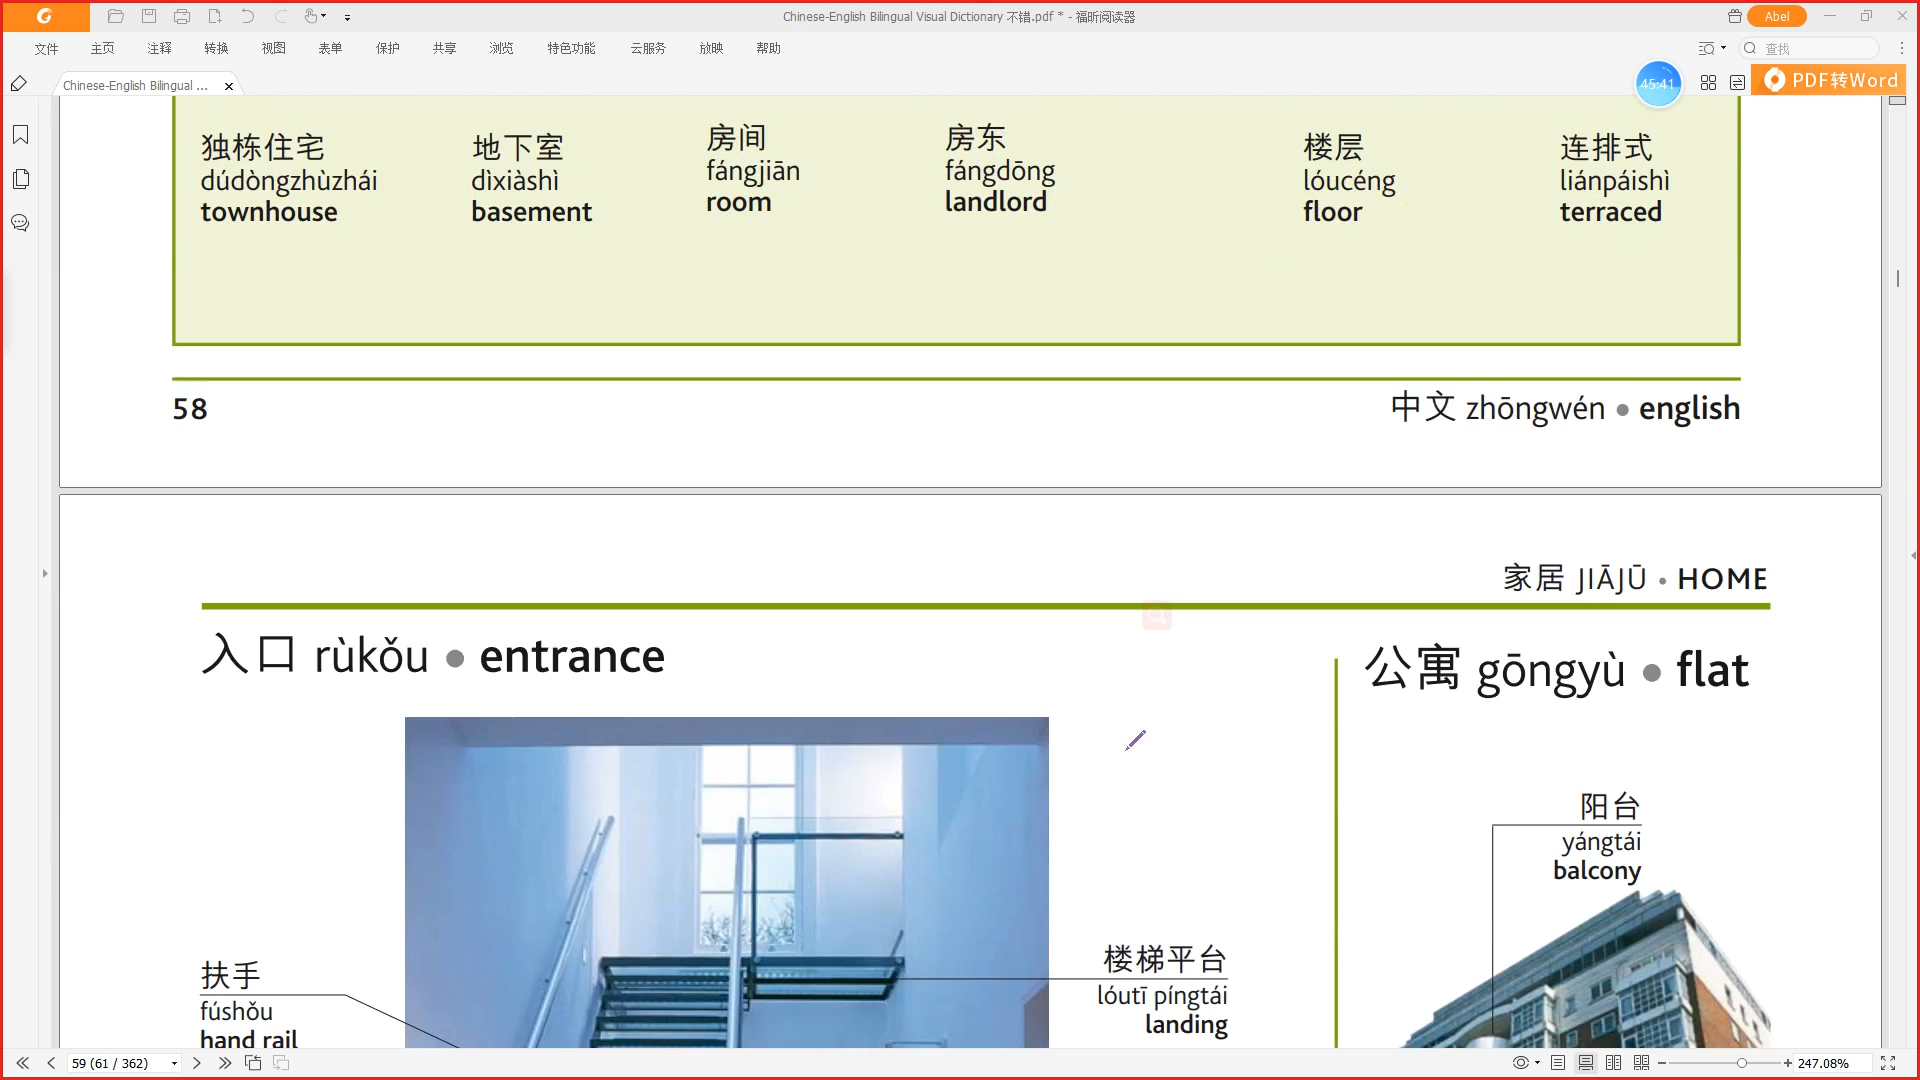 Chinese-English Bilingual Visual Dictionary 不错.pdf * - 福昕阅读器
Abel
文件 主页 注释 转换 视图 表单 保护 共享 浏览 特色功能 云服务 放映 帮助
查找
Chinese-English Bilingual ...
45:41
PDF转Word
独栋住宅
dúdòngzhùzhái
townhouse
地下室
dìxiàshì
basement
房间
fángjiān
room
房东
fángdōng
landlord
楼层
lóucéng
floor
连排式
liánpáishì
terraced
58
中文 zhōngwén ● english
家居 JIĀJŪ • HOME
入口 rùkǒu ● entrance
公寓 gōngyù ● flat
阳台
yángtái
balcony
扶手
fúshǒu
hand rail
楼梯平台
lóutī píngtái
landing
59 (61 / 362)
247.08%